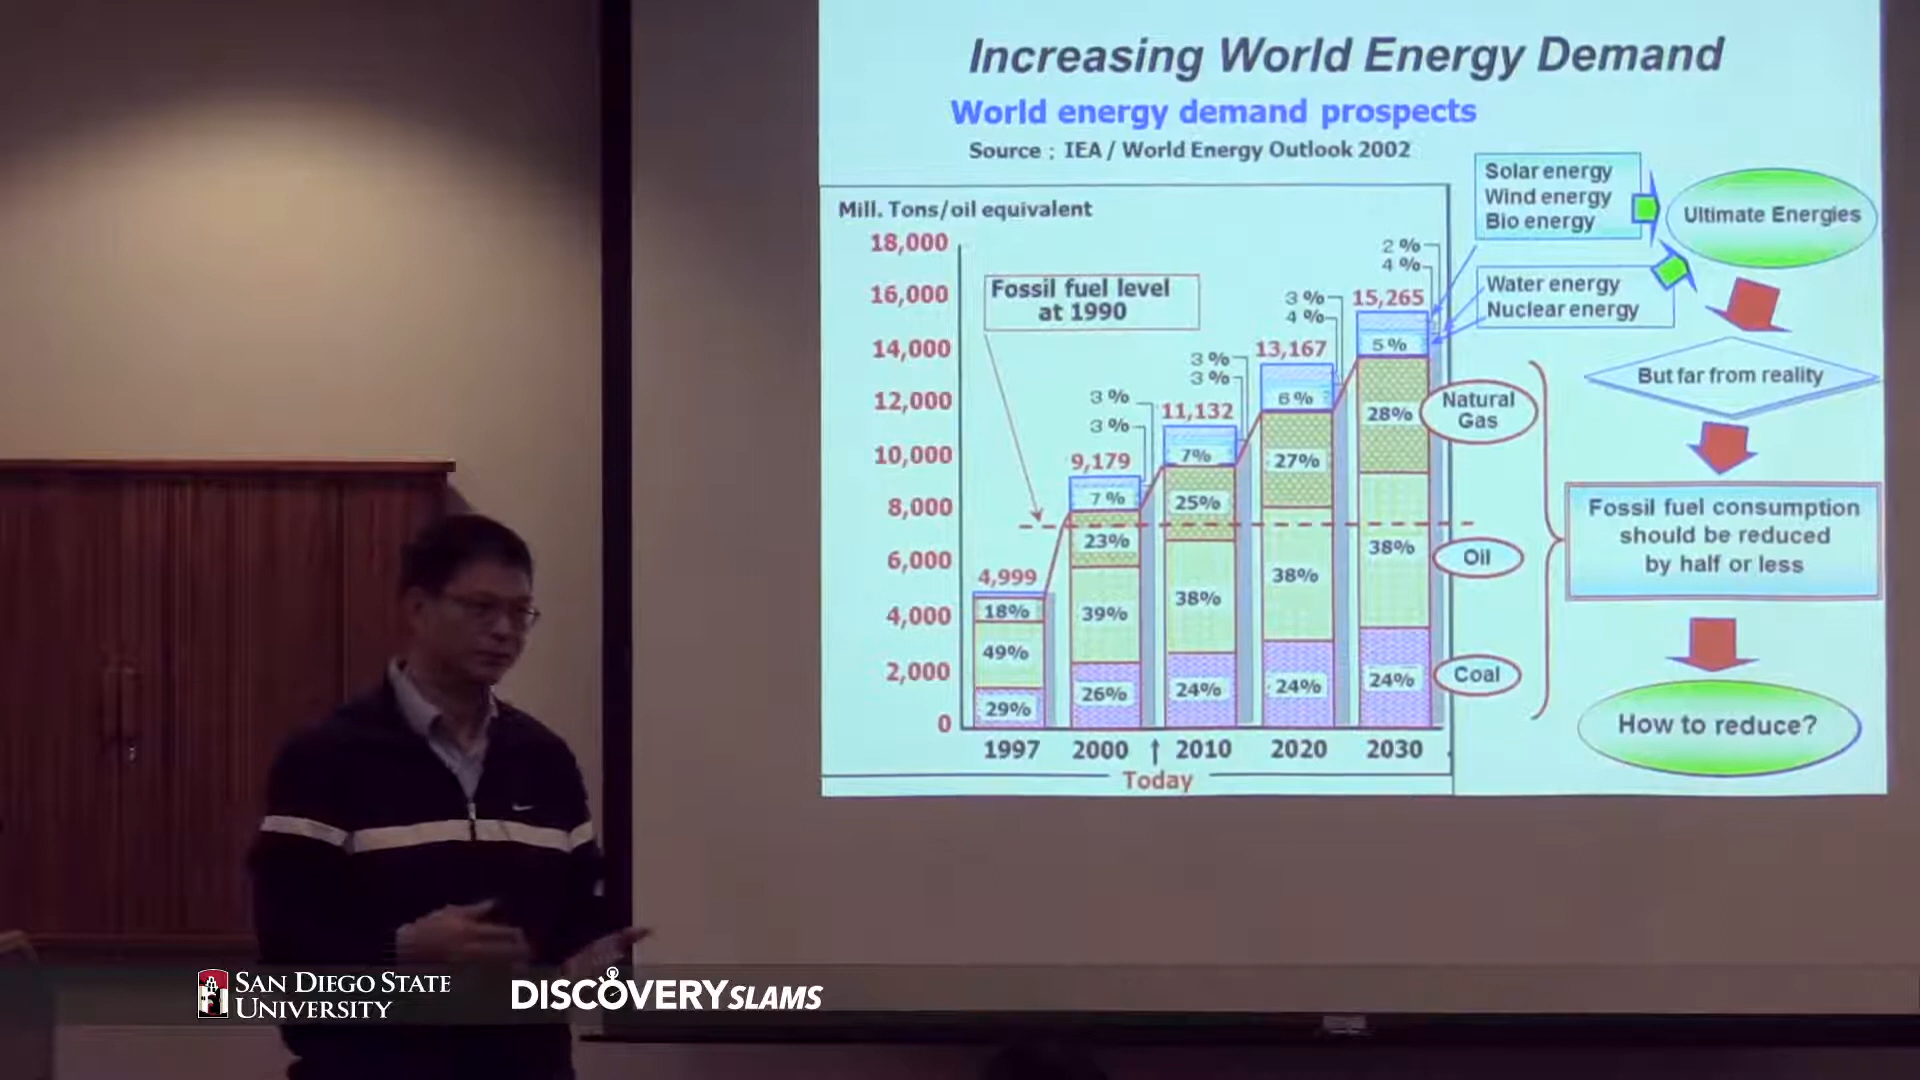 Increasing World Energy Demand
World energy demand prospects
Source : IEA / World Energy Outlook 2002
Mill. Tons/oil equivalent
18,000
16,000
14,000
12,000
10,000
8,000
6,000
4,000
2,000
0
Fossil fuel level
at 1990
4,999
18%
49%
29%
3 %
3 %
9,179
7 %
23%
39%
26%
3 %
3 %
11,132
7%
25%
38%
24%
3 %
4 %
13,167
6%
27%
38%
24%
2 %
4 %
15,265
5 %
28%
38%
24%
1997
2000
2010
2020
2030
Today
Natural
Gas
Oil
Coal
Solar energy
Wind energy
Bio energy
Water energy
Nuclear energy
Ultimate Energies
But far from reality
Fossil fuel consumption
should be reduced
by half or less
How to reduce?
SAN DIEGO STATE
UNIVERSITY
DISCOVERY SLAMS